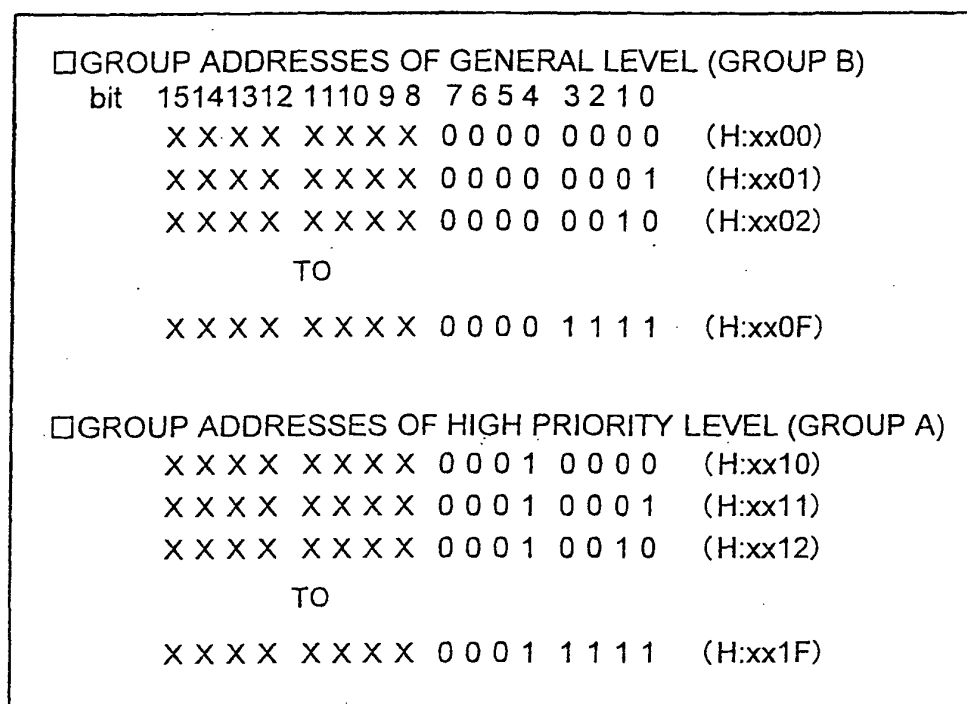 □GROUP ADDRESSES OF GENERAL LEVEL (GROUP B)
bit 15141312 1110 9 8 7 6 5 4 3 2 1 0
X X X X X X X X 0 0 0 0 0 0 0 0 (H:xx00)
X X X X X X X X 0 0 0 0 0 0 0 1 (H:xx01)
X X X X X X X X 0 0 0 0 0 0 1 0 (H:xx02)
TO
X X X X X X X X 0 0 0 0 1 1 1 1 (H:xx0F)
□GROUP ADDRESSES OF HIGH PRIORITY LEVEL (GROUP A)
X X X X X X X X 0 0 0 1 0 0 0 0 (H:xx10)
X X X X X X X X 0 0 0 1 0 0 0 1 (H:xx11)
X X X X X X X X 0 0 0 1 0 0 1 0 (H:xx12)
TO
X X X X X X X X 0 0 0 1 1 1 1 1 (H:xx1F)